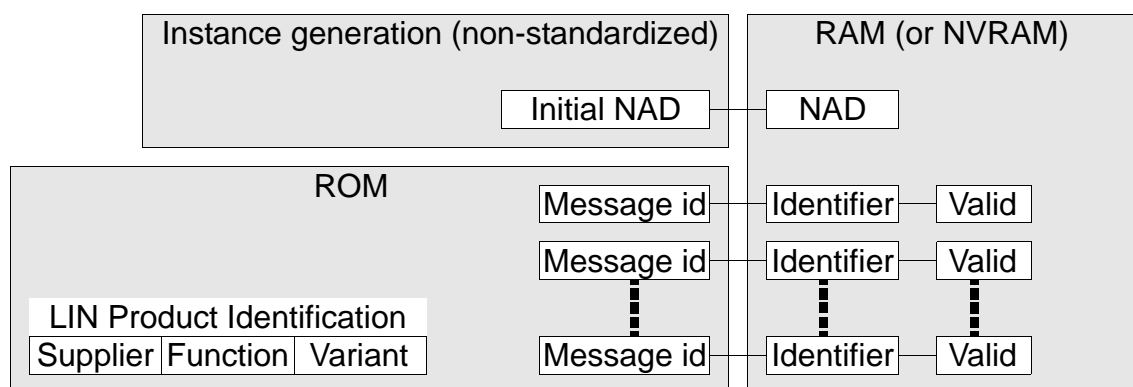 Instance generation (non-standardized)
RAM (or NVRAM)
Initial NAD
NAD
ROM
Message id
Identifier
Valid
Message id
Identifier
Valid
LIN Product Identification
Supplier
Function
Variant
Message id
Identifier
Valid